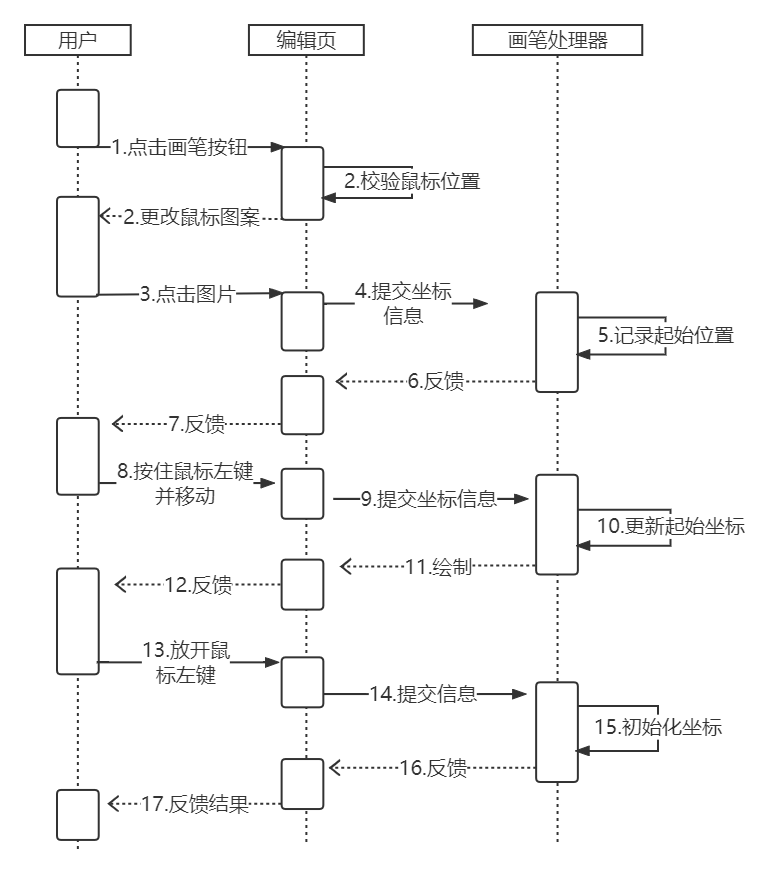 用户
编辑页
画笔处理器
1.点击画笔按钮
2.校验鼠标位置
2.更改鼠标图案
3.点击图片
4.提交坐标
信息
5.记录起始位置
6.反馈
7.反馈
8.按住鼠标左键
并移动
9.提交坐标信息
10.更新起始坐标
11.绘制
12.反馈
13.放开鼠
标左键
14.提交信息
15.初始化坐标
16.反馈
17.反馈结果